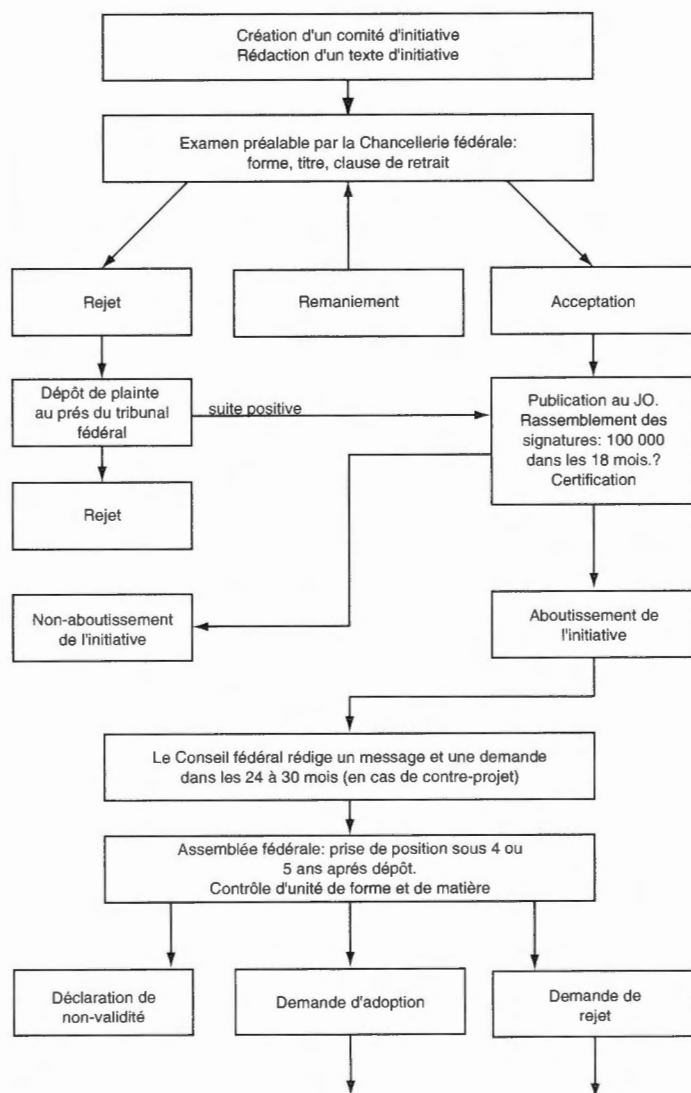 Création d'un comité d'initiative
Rédaction d'un texte d'initiative
Examen préalable par la Chancellerie fédérale:
forme, titre, clause de retrait
Rejet
Remaniement
Acceptation
Dépôt de plainte
au prés du tribunal
fédéral
suite positive
Publication au JO.
Rassemblement des
signatures: 100 000
dans les 18 mois.?
Certification
Rejet
Non-aboutissement
de l'initiative
Aboutissement de
l'initiative
Le Conseil fédéral rédige un message et une demande
dans les 24 à 30 mois (en cas de contre-projet)
Assemblée fédérale: prise de position sous 4 ou
5 ans aprés dépôt.
Contrôle d'unité de forme et de matière
Déclaration de
non-validité
Demande d'adoption
Demande de
rejet